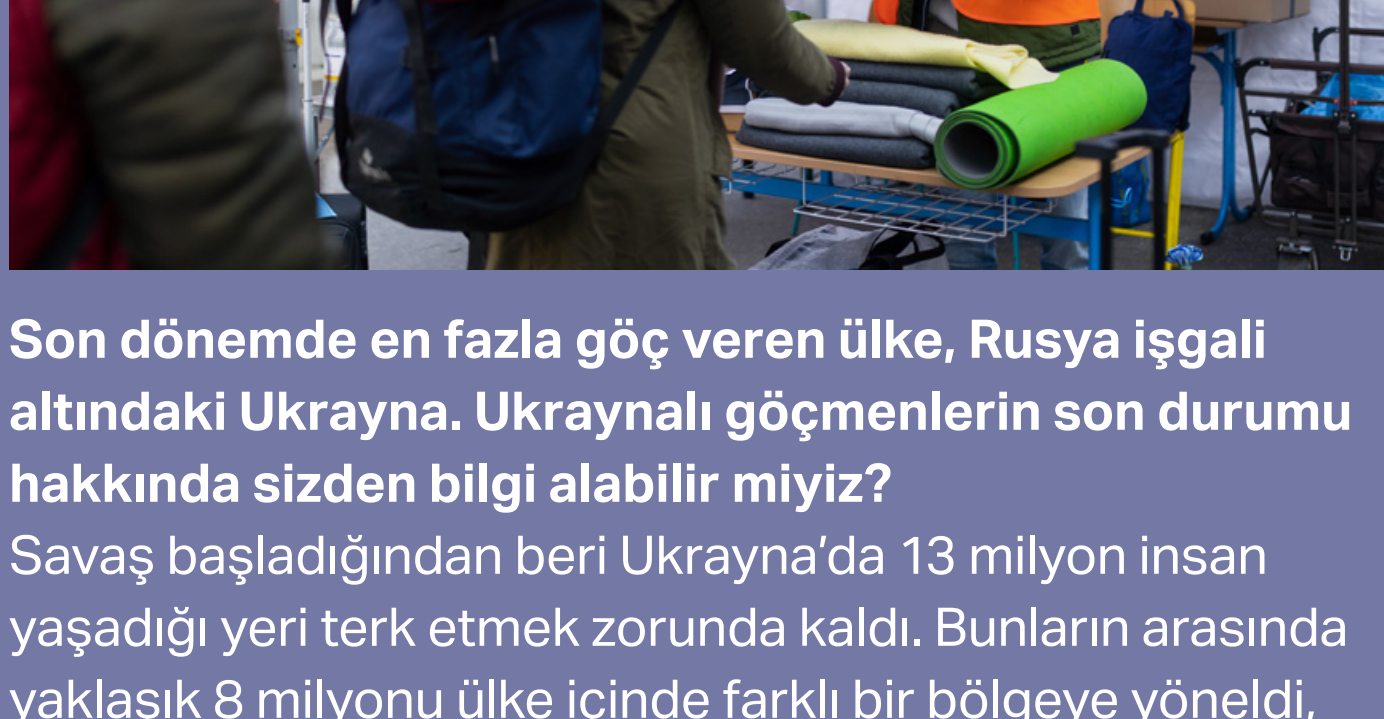 Son dönemde en fazla göç veren ülke, Rusya işgali
altındaki Ukrayna. Ukraynalı göçmenlerin son durumu
hakkında sizden bilgi alabilir miyiz?
Savaş başladığından beri Ukrayna’da 13 milyon insan
yaşadığı yeri terk etmek zorunda kaldı. Bunların arasında
yaklaşık 8 milyonu ülke içinde farklı bir bölgeye yöneldi,